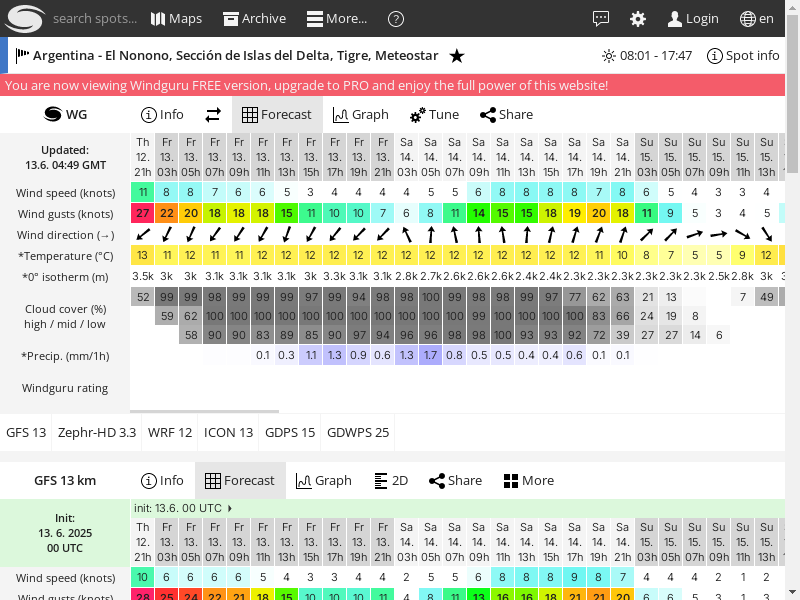 search spots... Maps Archive More... ? Login en
Argentina - El Nonono, Sección de Islas del Delta, Tigre, Meteostar ★ 08:01 - 17:47 Spot info
You are now viewing Windguru FREE version, upgrade to PRO and enjoy the full power of this website!
WG Info Forecast Graph Tune Share
Updated:
13.6. 04:49 GMT
Th Fr Fr Fr Fr Fr Fr Fr Fr Fr Fr Sa Sa Sa Sa Sa Sa Sa Sa Sa Sa Su Su Su Su Su Su
12. 13. 13. 13. 13. 13. 13. 13. 13. 13. 13. 14. 14. 14. 14. 14. 14. 14. 14. 14. 14. 15. 15. 15. 15. 15. 15.
21h 03h 05h 07h 09h 11h 13h 15h 17h 19h 21h 03h 05h 07h 09h 11h 13h 15h 17h 19h 21h 03h 05h 07h 09h 11h 13h
Wind speed (knots) 11 8 8 7 6 6 5 3 4 4 4 4 5 5 6 8 8 8 8 7 8 6 5 4 3 3 4
Wind gusts (knots) 27 22 20 18 18 18 15 11 10 10 7 6 8 11 14 15 15 18 19 20 18 11 9 5 3 4 5
Wind direction (→)
*Temperature (°C) 13 11 12 11 11 12 12 12 12 12 12 12 12 12 12 12 12 12 12 11 10 8 7 5 5 9 12
*0° isotherm (m) 3.5k 3k 3k 3.1k 3.1k 3.1k 3.1k 3k 3.3k 3.1k 3.1k 2.8k 2.7k 2.6k 2.6k 2.6k 2.4k 2.4k 2.3k 2.3k 2.3k 2.3k 2.3k 2.3k 2.5k 2.8k 3k
Cloud cover (%)
high / mid / low
52 99 99 98 99 99 99 97 99 94 98 98 100 99 99 98 99 97 97 77 62 63 21 13 7 49
59 62 100 100 100 100 100 100 100 100 100 100 100 100 100 100 100 100 83 66 24 19 8
58 90 90 83 89 85 90 97 94 96 96 98 98 100 93 93 92 72 39 27 27 14 6
*Precip. (mm/1h) 0.1 0.3 1.1 1.3 0.9 0.6 1.3 1.7 0.8 0.5 0.5 0.4 0.4 0.6 0.1 0.1
Windguru rating
GFS 13 Zephr-HD 3.3 WRF 12 ICON 13 GDPS 15 GDWPS 25
GFS 13 km Info Forecast Graph 2D Share More
Init:
13. 6. 2025
00 UTC
init: 13.6. 00 UTC
Th Fr Fr Fr Fr Fr Fr Fr Fr Fr Fr Sa Sa Sa Sa Sa Sa Sa Sa Sa Sa Su Su Su Su Su Su
12. 13. 13. 13. 13. 13. 13. 13. 13. 13. 13. 14. 14. 14. 14. 14. 14. 14. 14. 14. 14. 15. 15. 15. 15. 15. 15.
21h 03h 05h 07h 09h 11h 13h 15h 17h 19h 21h 03h 05h 07h 09h 11h 13h 15h 17h 19h 21h 03h 05h 07h 09h 11h 13h
Wind speed (knots) 10 6 6 6 6 5 4 3 3 4 4 2 5 5 6 8 8 8 9 8 7 4 4 4 2 1 2
Wind gusts (knots) 28 25 24 22 21 18 15 10 10 10 11 4 8 11 13 16 16 18 21 21 20 6 6 5 2 2 3